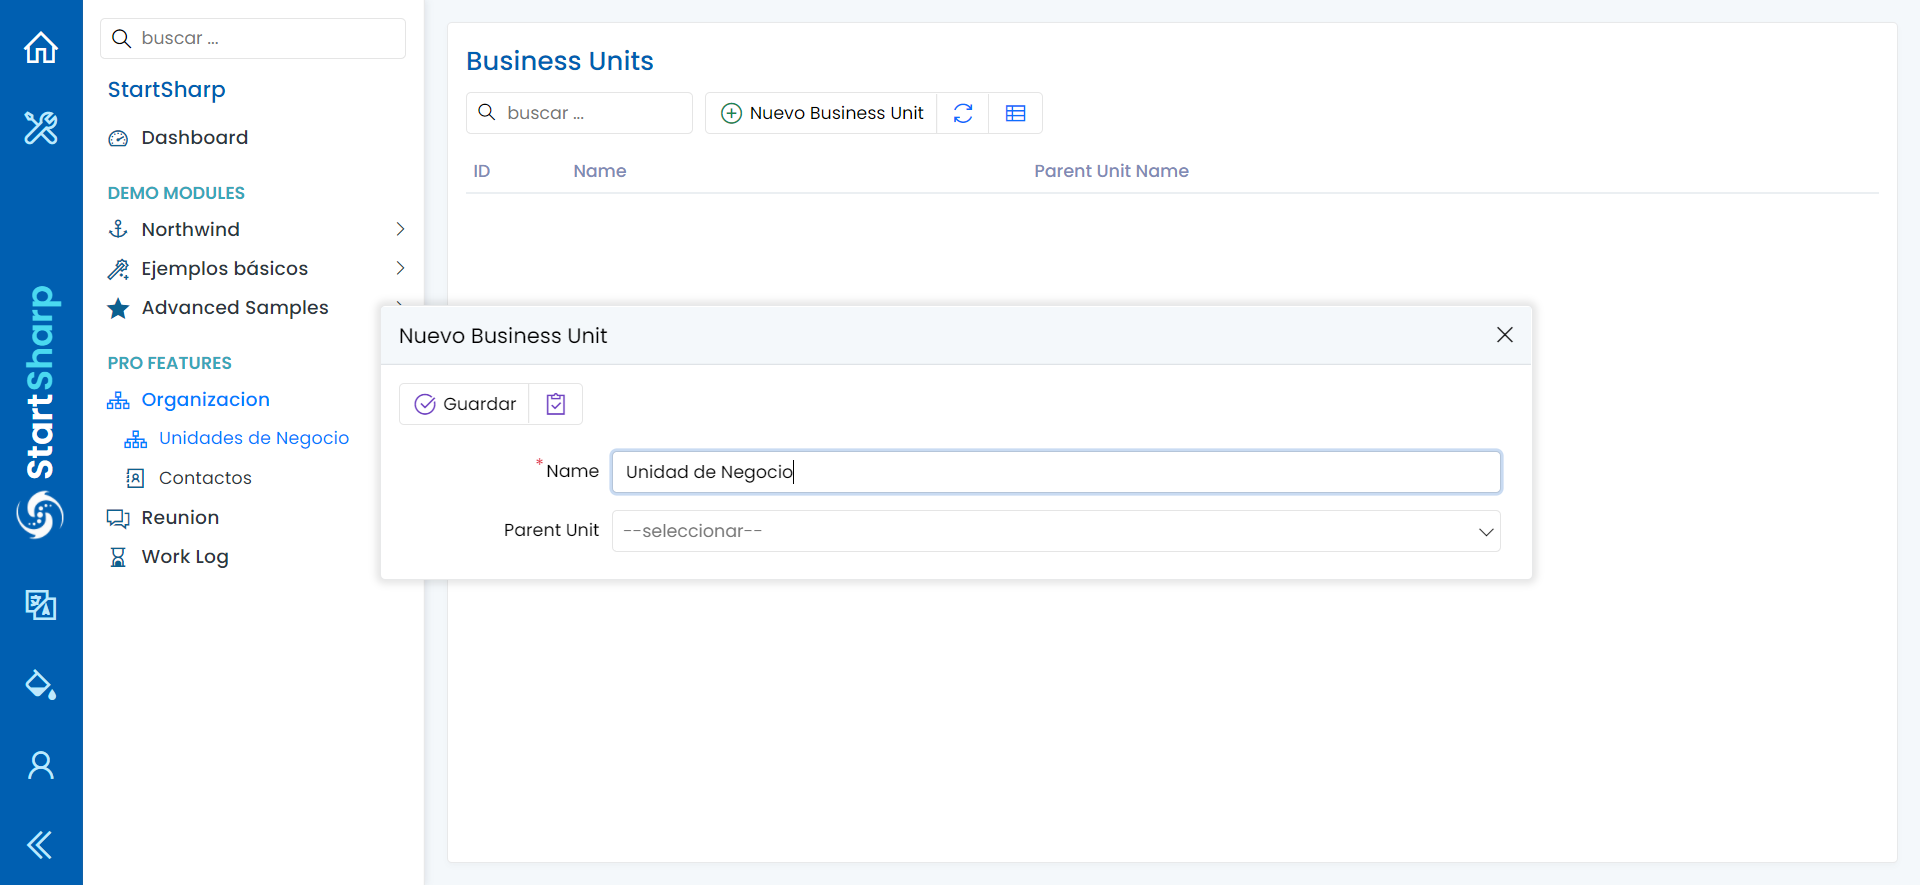 StartSharp
buscar ...
StartSharp
Dashboard
DEMO MODULES
Northwind
Ejemplos básicos
Advanced Samples
PRO FEATURES
Organizacion
Unidades de Negocio
Contactos
Reunion
Work Log
Business Units
buscar ...
Nuevo Business Unit
ID Name Parent Unit Name
Nuevo Business Unit
Guardar
* Name Unidad de Negocio
Parent Unit --seleccionar--